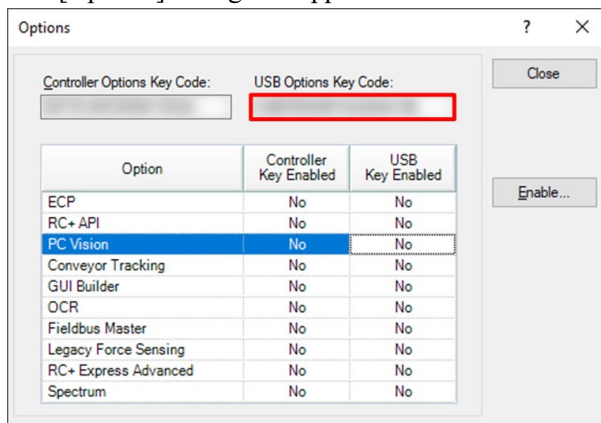 Options ? ×
Controller Options Key Code: USB Options Key Code:
Close
Option Controller Key Enabled USB Key Enabled
Enable...
ECP No No
RC+ API No No
PC Vision No No
Conveyor Tracking No No
GUI Builder No No
OCR No No
Fieldbus Master No No
Legacy Force Sensing No No
RC+ Express Advanced No No
Spectrum No No